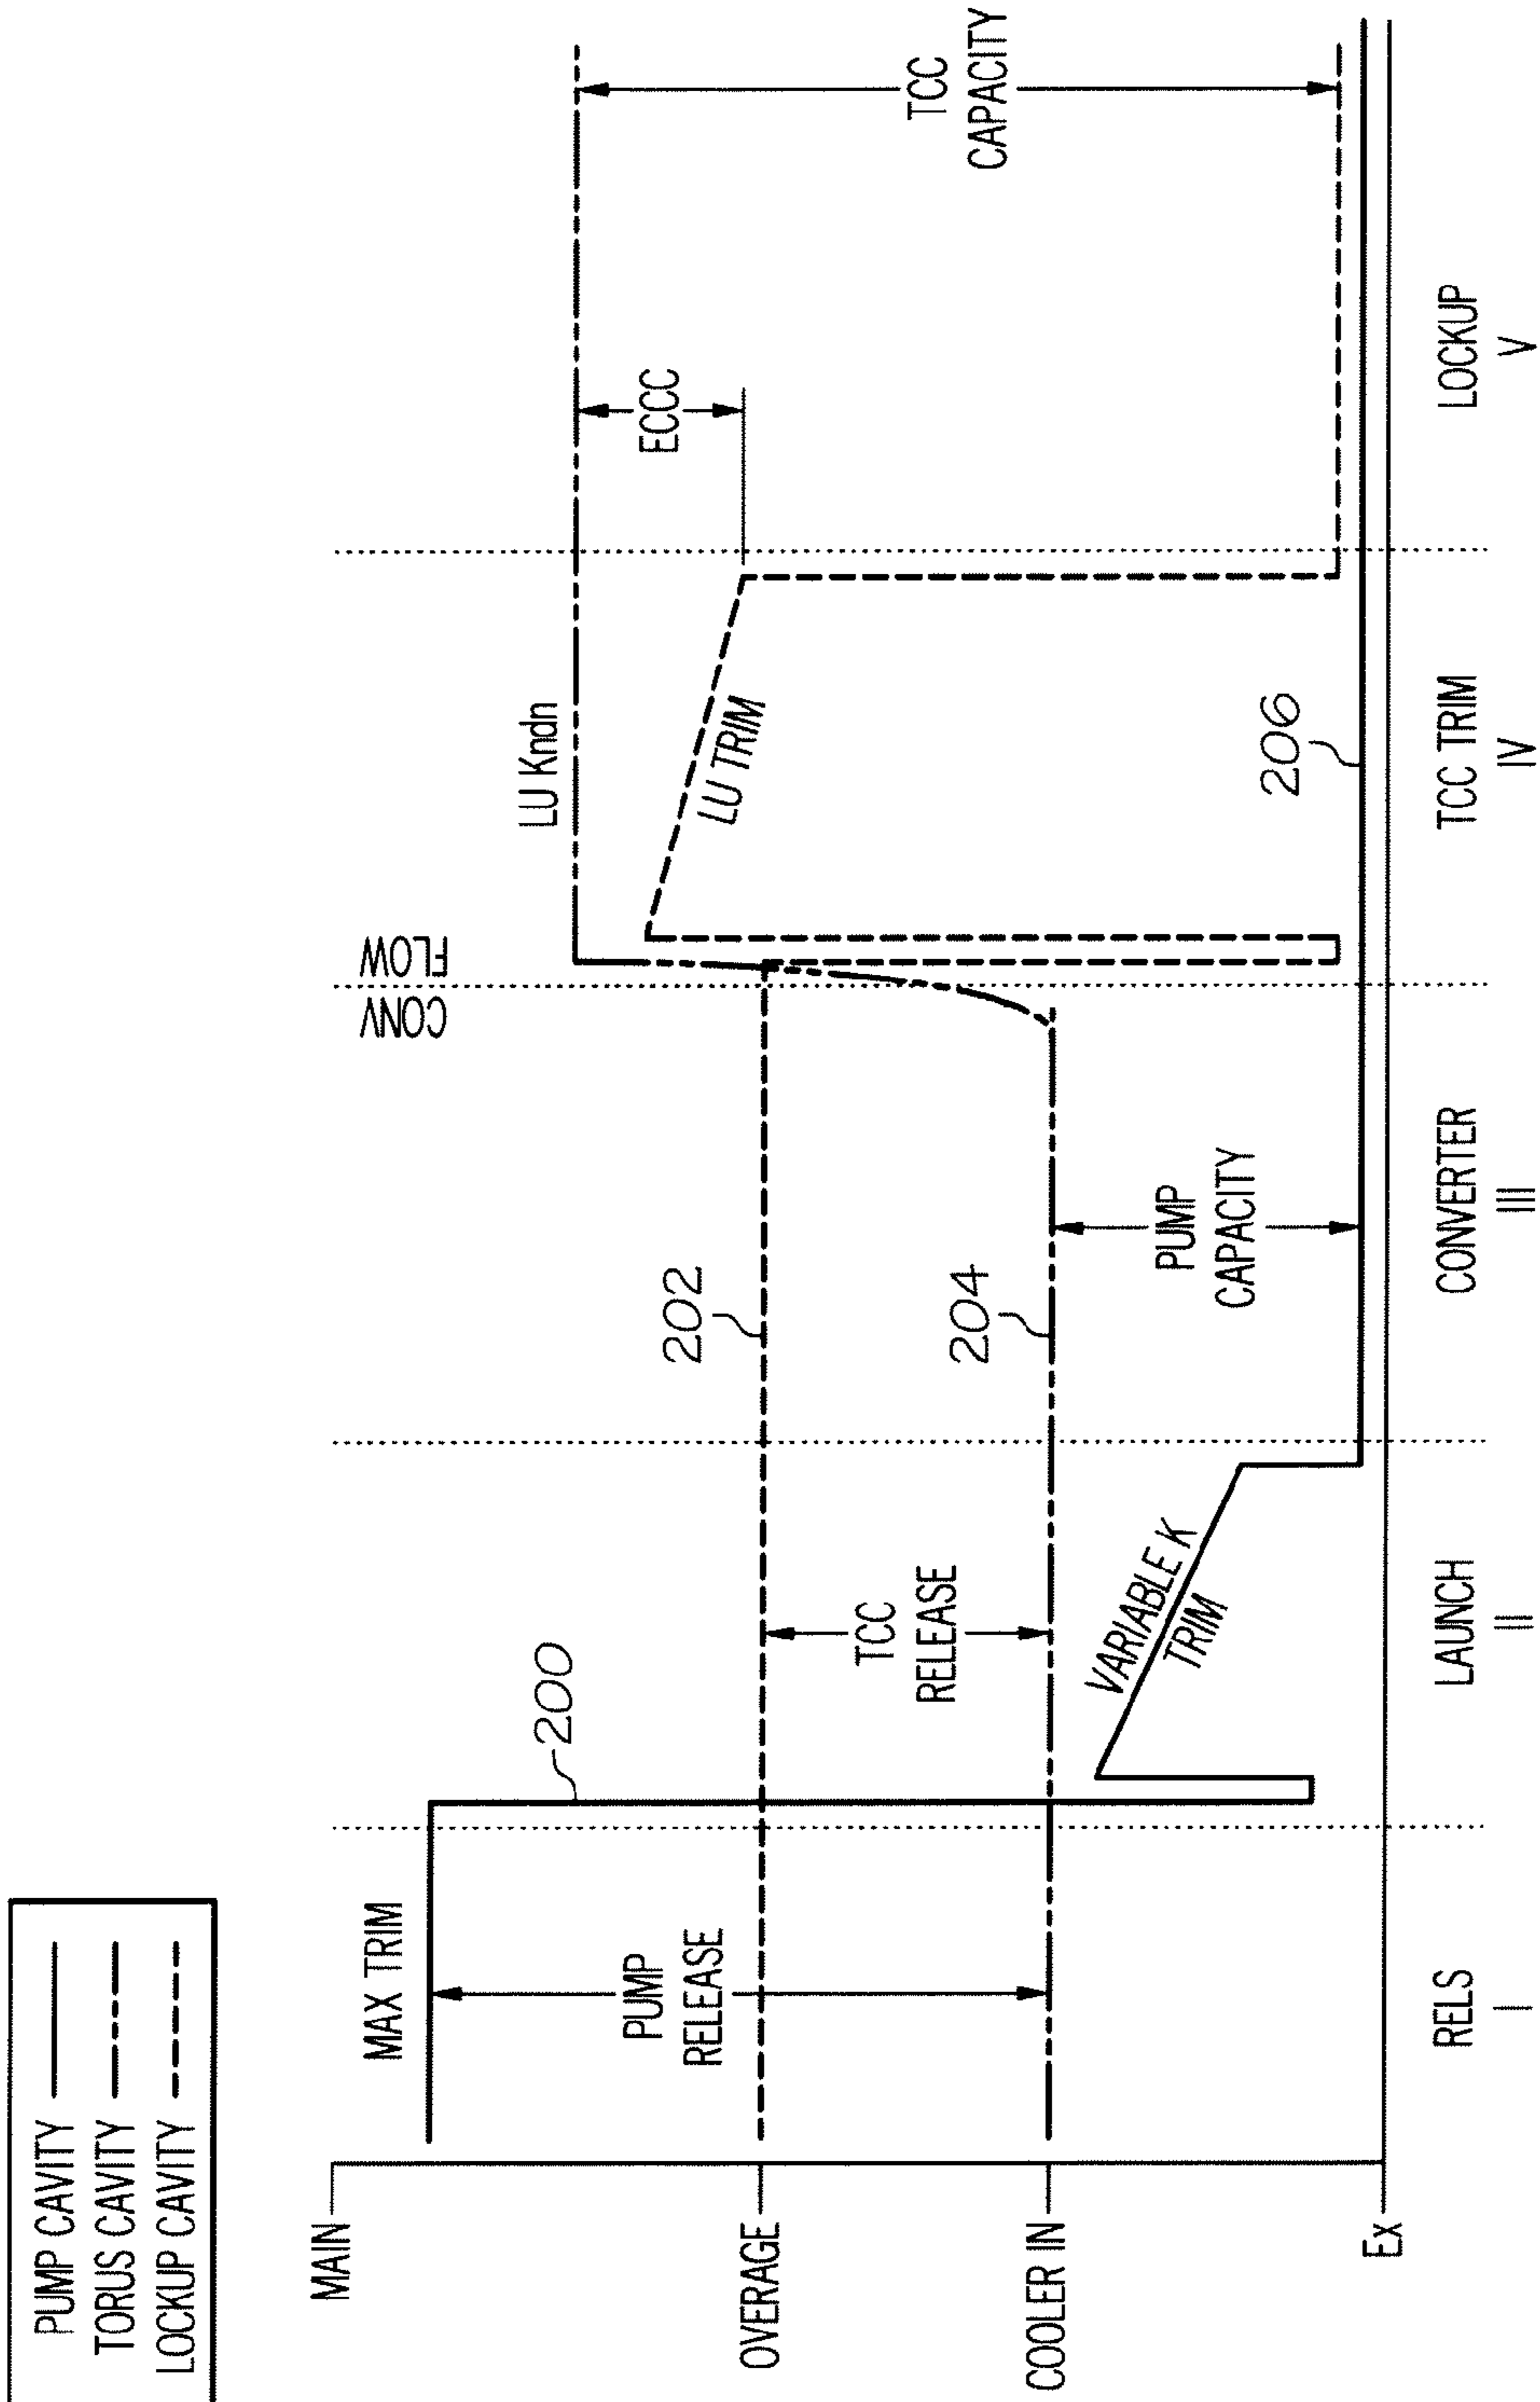 PUMP CAVITY
TORUS CAVITY
LOCKUP CAVITY
MAIN
OVERAGE
COOLER IN
Ex
MAX TRIM
PUMP
RELEASE
200
TCC
RELEASE
VARIABLE K
TRIM
202
204
PUMP
CAPACITY
CONV
FLOW
LU Kndn
LU TRIM
206
ECCC
TCC
CAPACITY
RELS
I
LAUNCH
II
CONVERTER
III
TCC TRIM
IV
LOCKUP
V